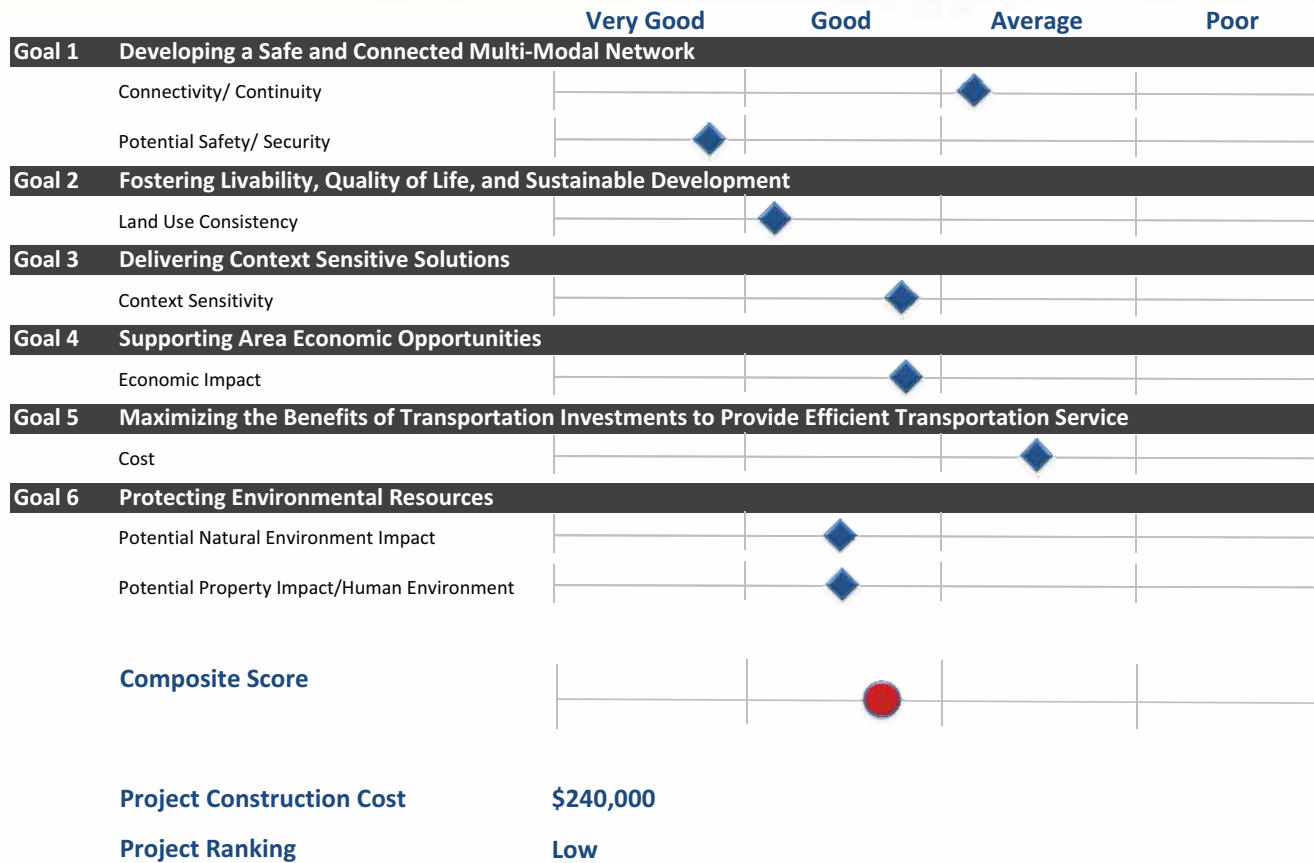 Very Good Good Average Poor
Goal 1 Developing a Safe and Connected Multi-Modal Network
Connectivity/ Continuity
Potential Safety/ Security
Goal 2 Fostering Livability, Quality of Life, and Sustainable Development
Land Use Consistency
Goal 3 Delivering Context Sensitive Solutions
Context Sensitivity
Goal 4 Supporting Area Economic Opportunities
Economic Impact
Goal 5 Maximizing the Benefits of Transportation Investments to Provide Efficient Transportation Service
Cost
Goal 6 Protecting Environmental Resources
Potential Natural Environment Impact
Potential Property Impact/Human Environment
Composite Score
Project Construction Cost $240,000
Project Ranking Low